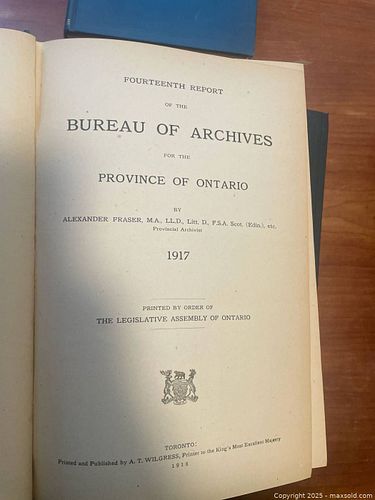 FOURTEENTH REPORT
OF THE
BUREAU OF ARCHIVES
FOR THE
PROVINCE OF ONTARIO
BY
ALEXANDER FRASER, M.A., LL.D., Litt. D., F.S.A. Scot. (Edin.), etc.
Provincial Archivist
1917
PRINTED BY ORDER OF
THE LEGISLATIVE ASSEMBLY OF ONTARIO
TORONTO:
Printed and Published by A. T. WILGRESS, Printer to the King's Most Excellent Majesty
1918
Copyright © 2025 - maxsold.com